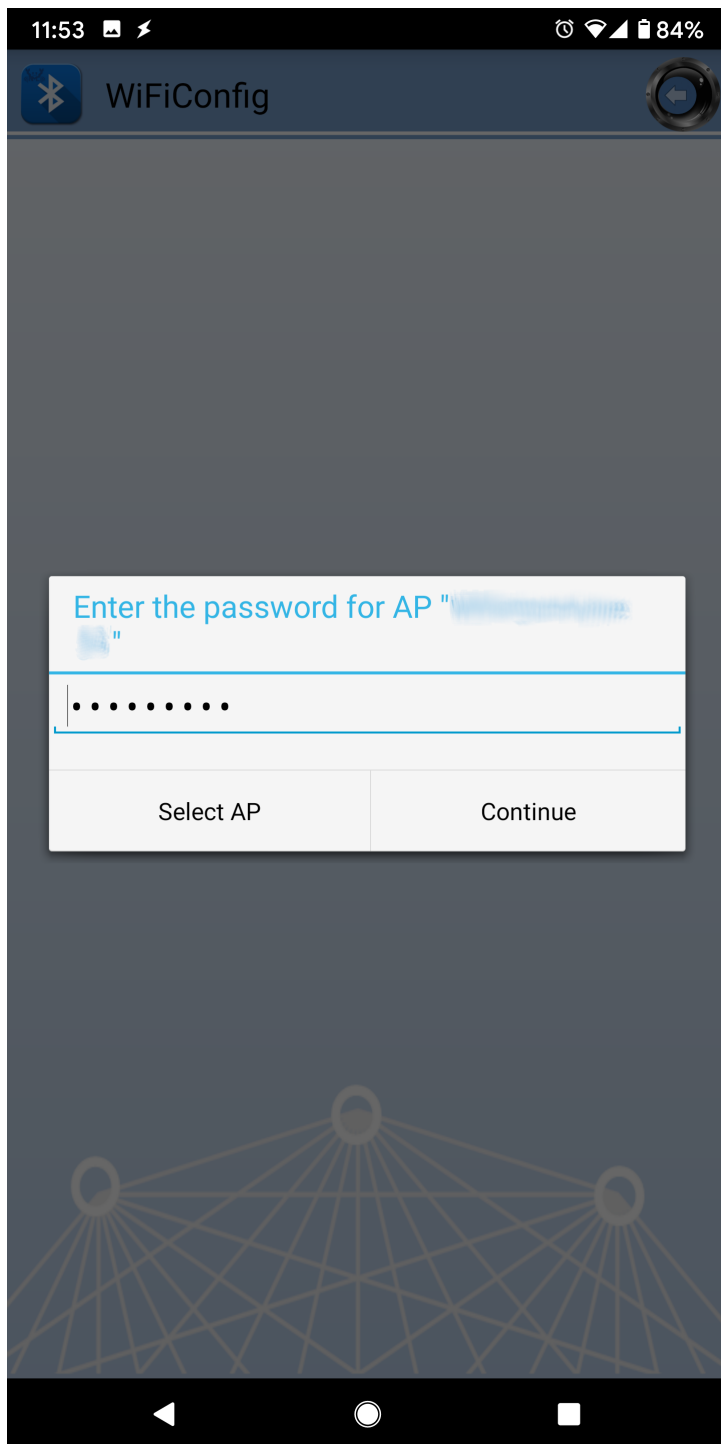 11:53 84%
WiFiConfig
Enter the password for AP "
"
•••••••••
Select AP Continue